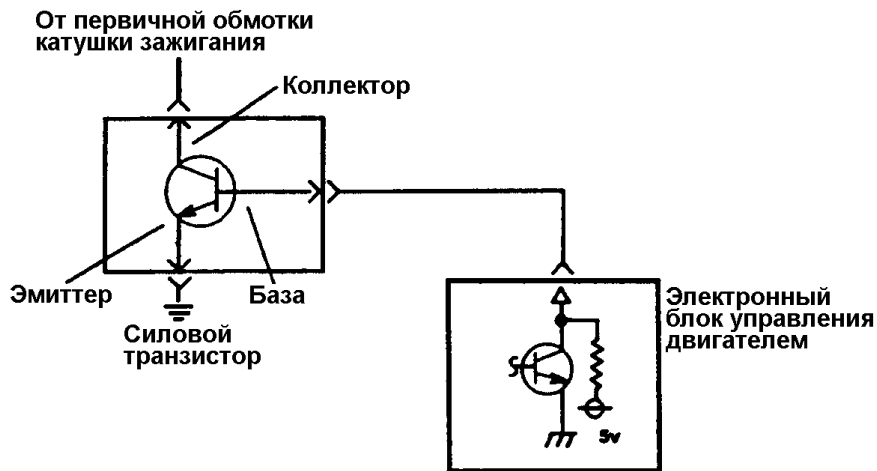 От первичной обмотки
катушки зажигания
Коллектор
Эмиттер
База
Силовой
транзистор
Электронный
блок управления
двигателем
5v